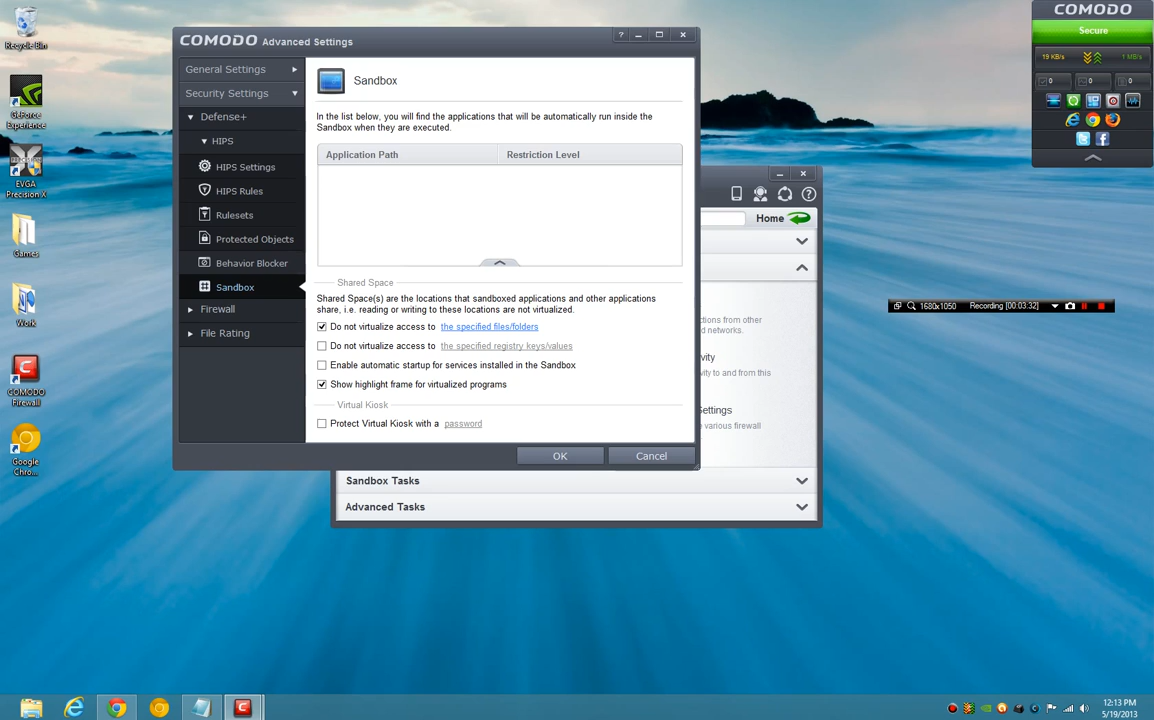 Recycle Bin
GeForce
Experience
EVGA
Precision X
Games
Work
COMODO
Firewall
Google
Chro...
COMODO Advanced Settings
?
General Settings
Security Settings
Defense+
HIPS
HIPS Settings
HIPS Rules
Rulesets
Protected Objects
Behavior Blocker
Sandbox
Firewall
File Rating
Sandbox
In the list below, you will find the applications that will be automatically run inside the
Sandbox when they are executed.
Application Path Restriction Level
Shared Space
Shared Space(s) are the locations that sandboxed applications and other applications
share, i.e. reading or writing to these locations are not virtualized.
Do not virtualize access to the specified files/folders
Do not virtualize access to the specified registry keys/values
Enable automatic startup for services installed in the Sandbox
Show highlight frame for virtualized programs
Virtual Kiosk
Protect Virtual Kiosk with a password
OK Cancel
Home
ctions from other
d networks.
vity
vity to and from this
Settings
various firewall
Sandbox Tasks
Advanced Tasks
COMODO
Secure
19 KB/s 1 MB/s
0 0 0
1680x1050 Recording [00:03:32]
12:13 PM
5/19/2013